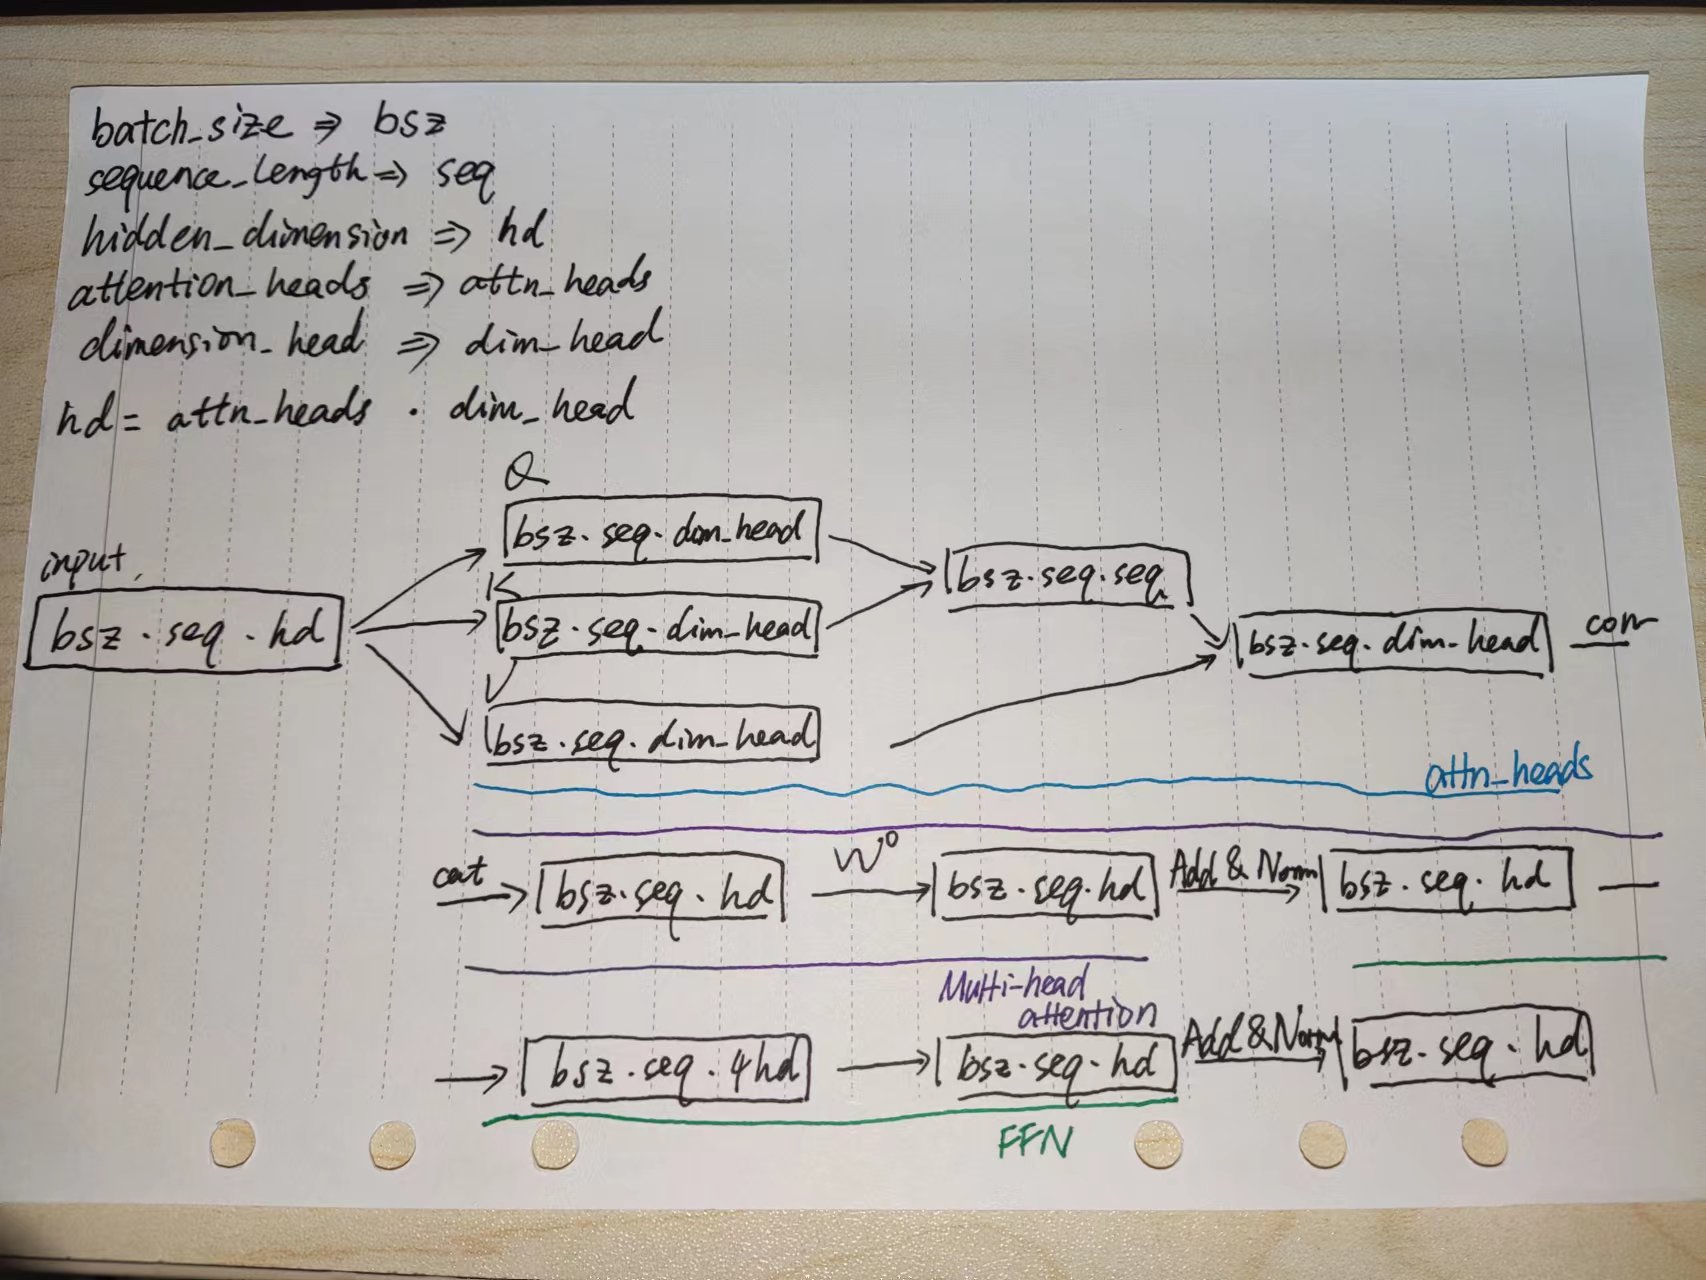 batch_size ⇒ bsz
sequence_length ⇒ seq
hidden_dimension ⇒ hd
attention_heads ⇒ attn_heads
dimension_head ⇒ dim_head
hd = attn_heads · dim_head
input
bsz · seq · hd
Q
bsz · seq · dim_head
K
bsz · seq · dim_head
V
bsz · seq · dim_head
bsz · seq · seq
bsz · seq · dim_head
con
attn_heads
cat
bsz · seq · hd
W⁰
bsz · seq · hd
Add & Norm
bsz · seq · hd
Multi-head
attention
bsz · seq · 4hd
bsz · seq · hd
Add & Norm
bsz · seq · hd
FFN